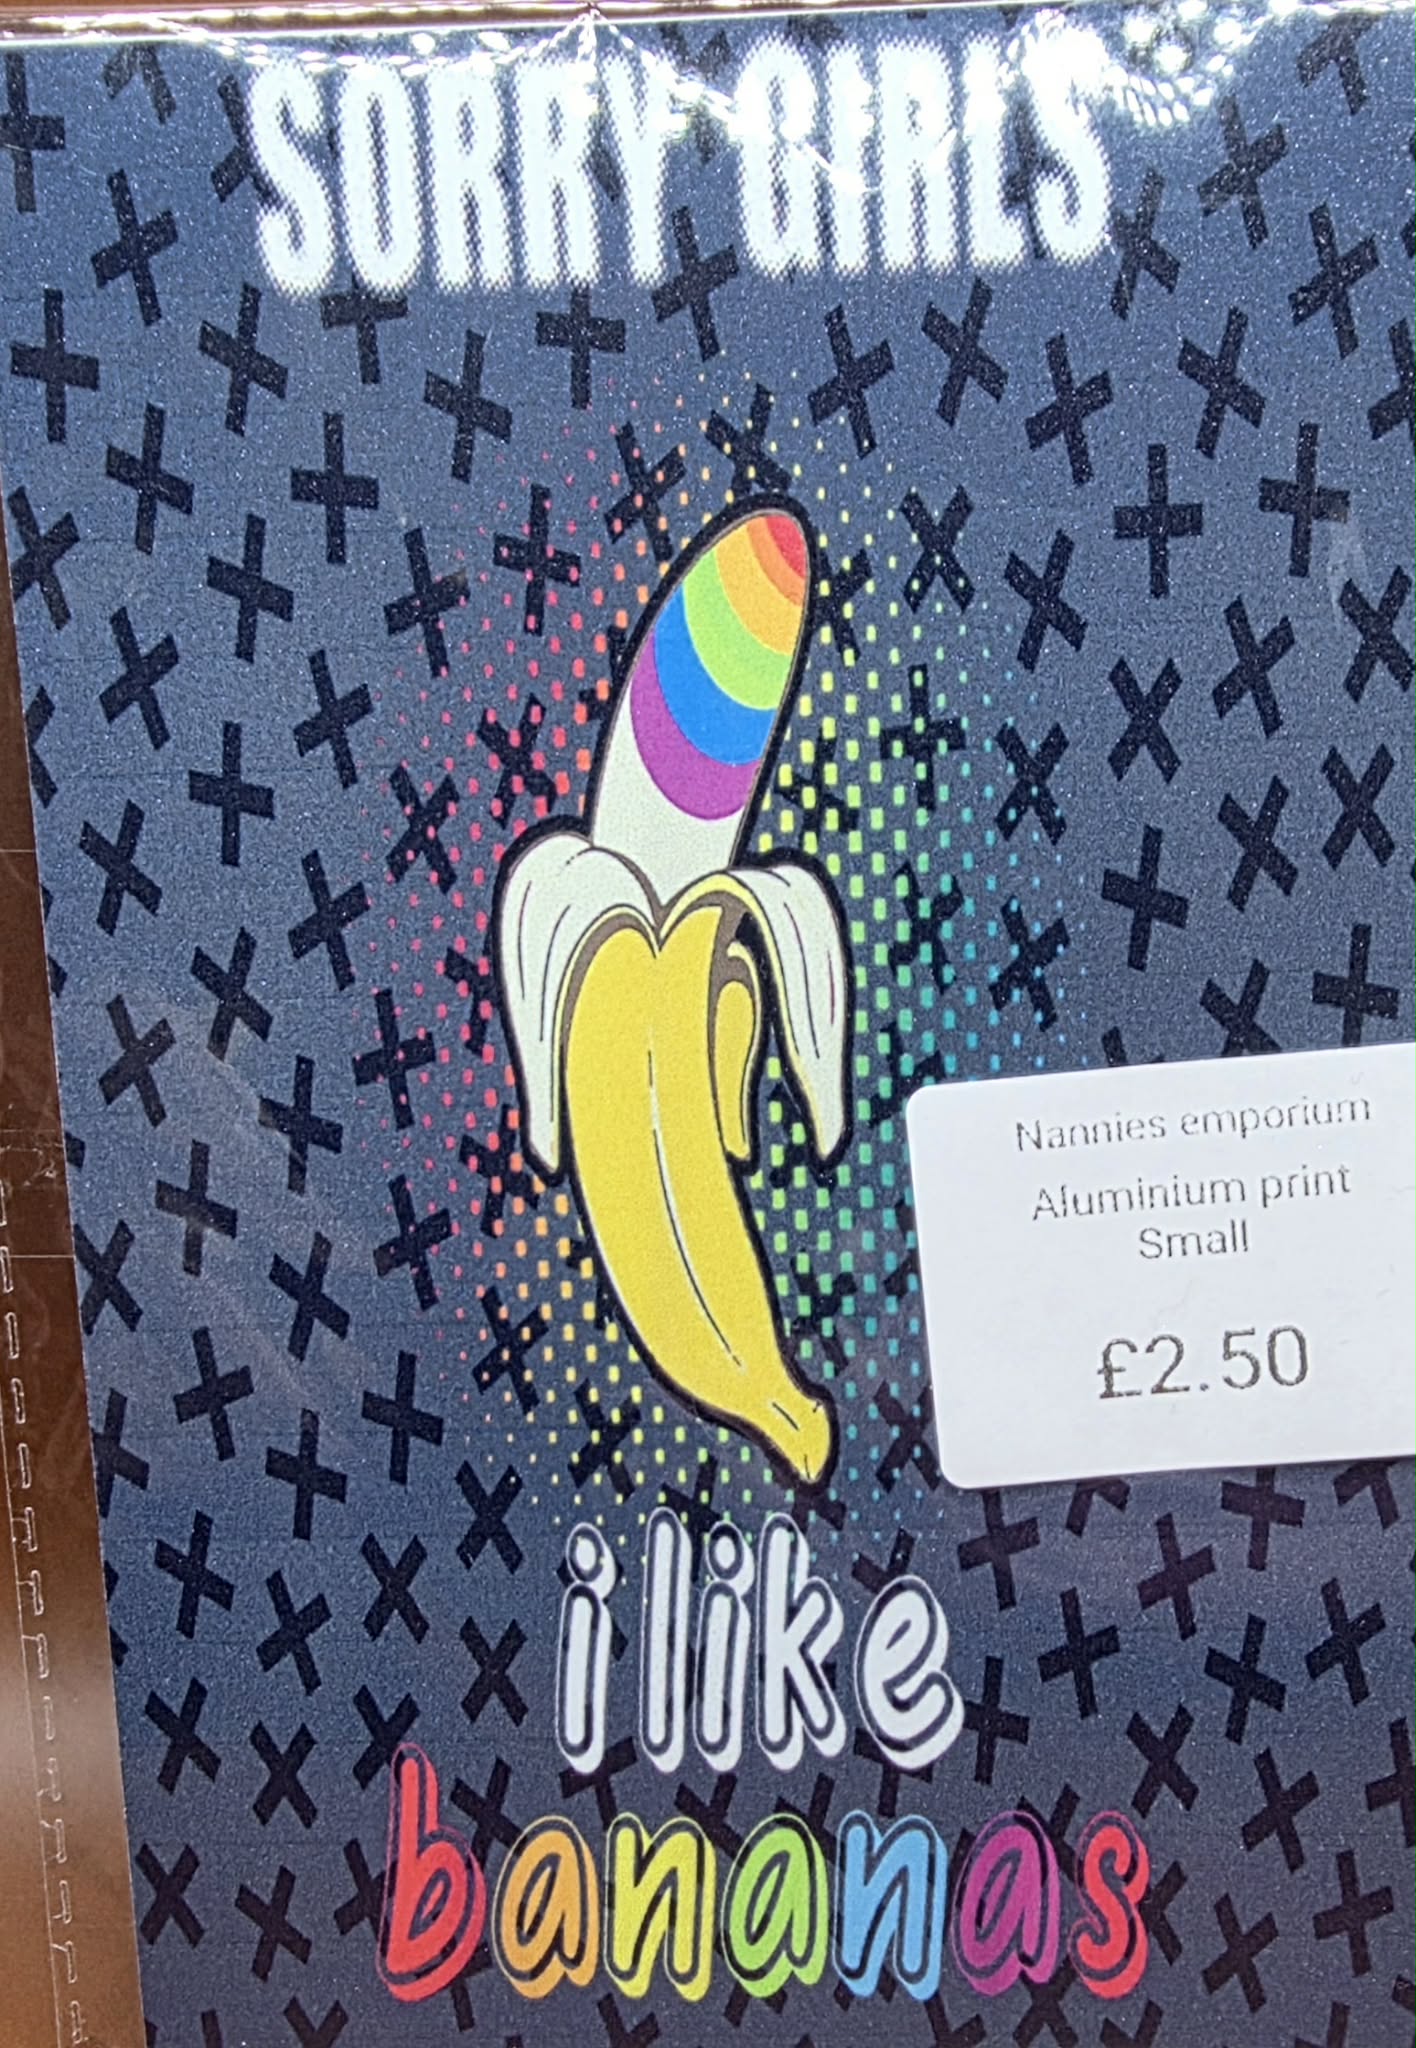 SORRY GIRLS
Nannies emporium
Aluminium print
Small
£2.50
i like
bananas